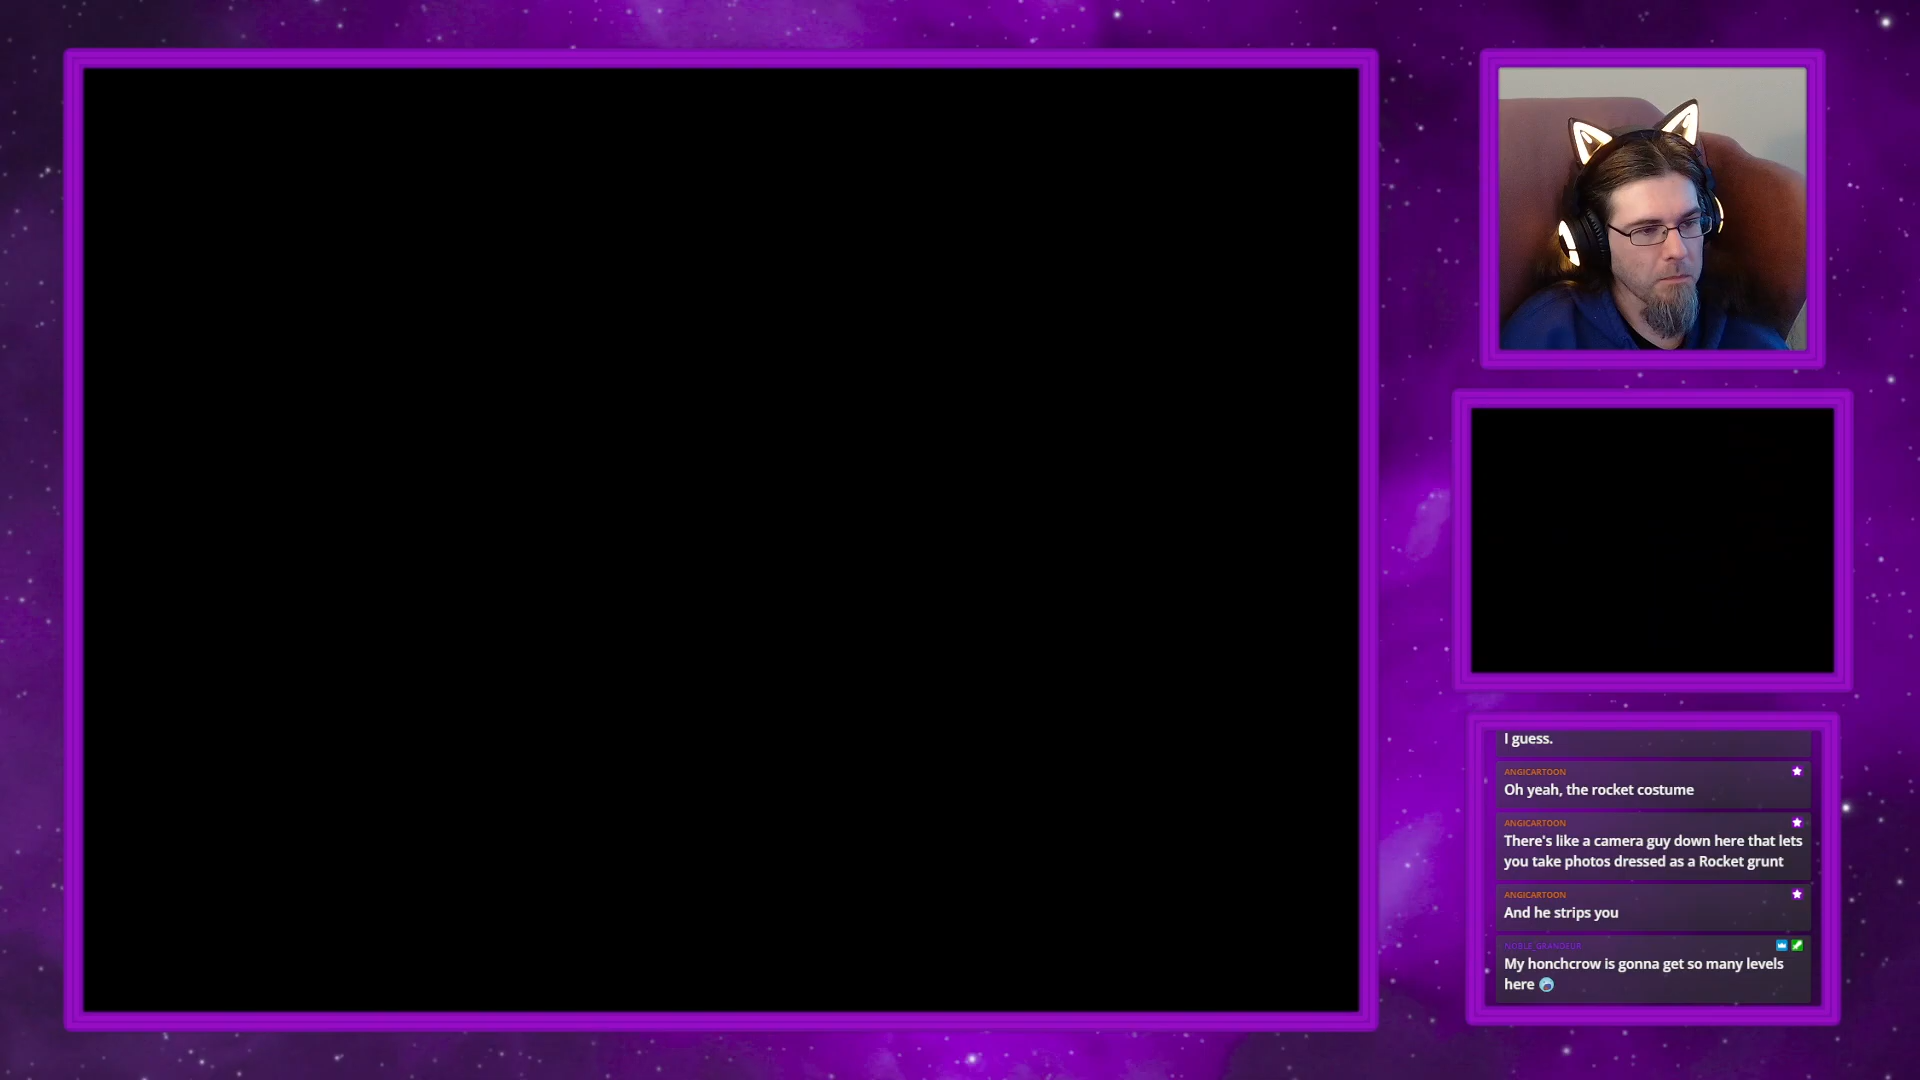 I guess.
ANGICARTOON
Oh yeah, the rocket costume
ANGICARTOON
There's like a camera guy down here that lets
you take photos dressed as a Rocket grunt
ANGICARTOON
And he strips you
NOBLE_GRANDEUR
My honchcrow is gonna get so many levels
here